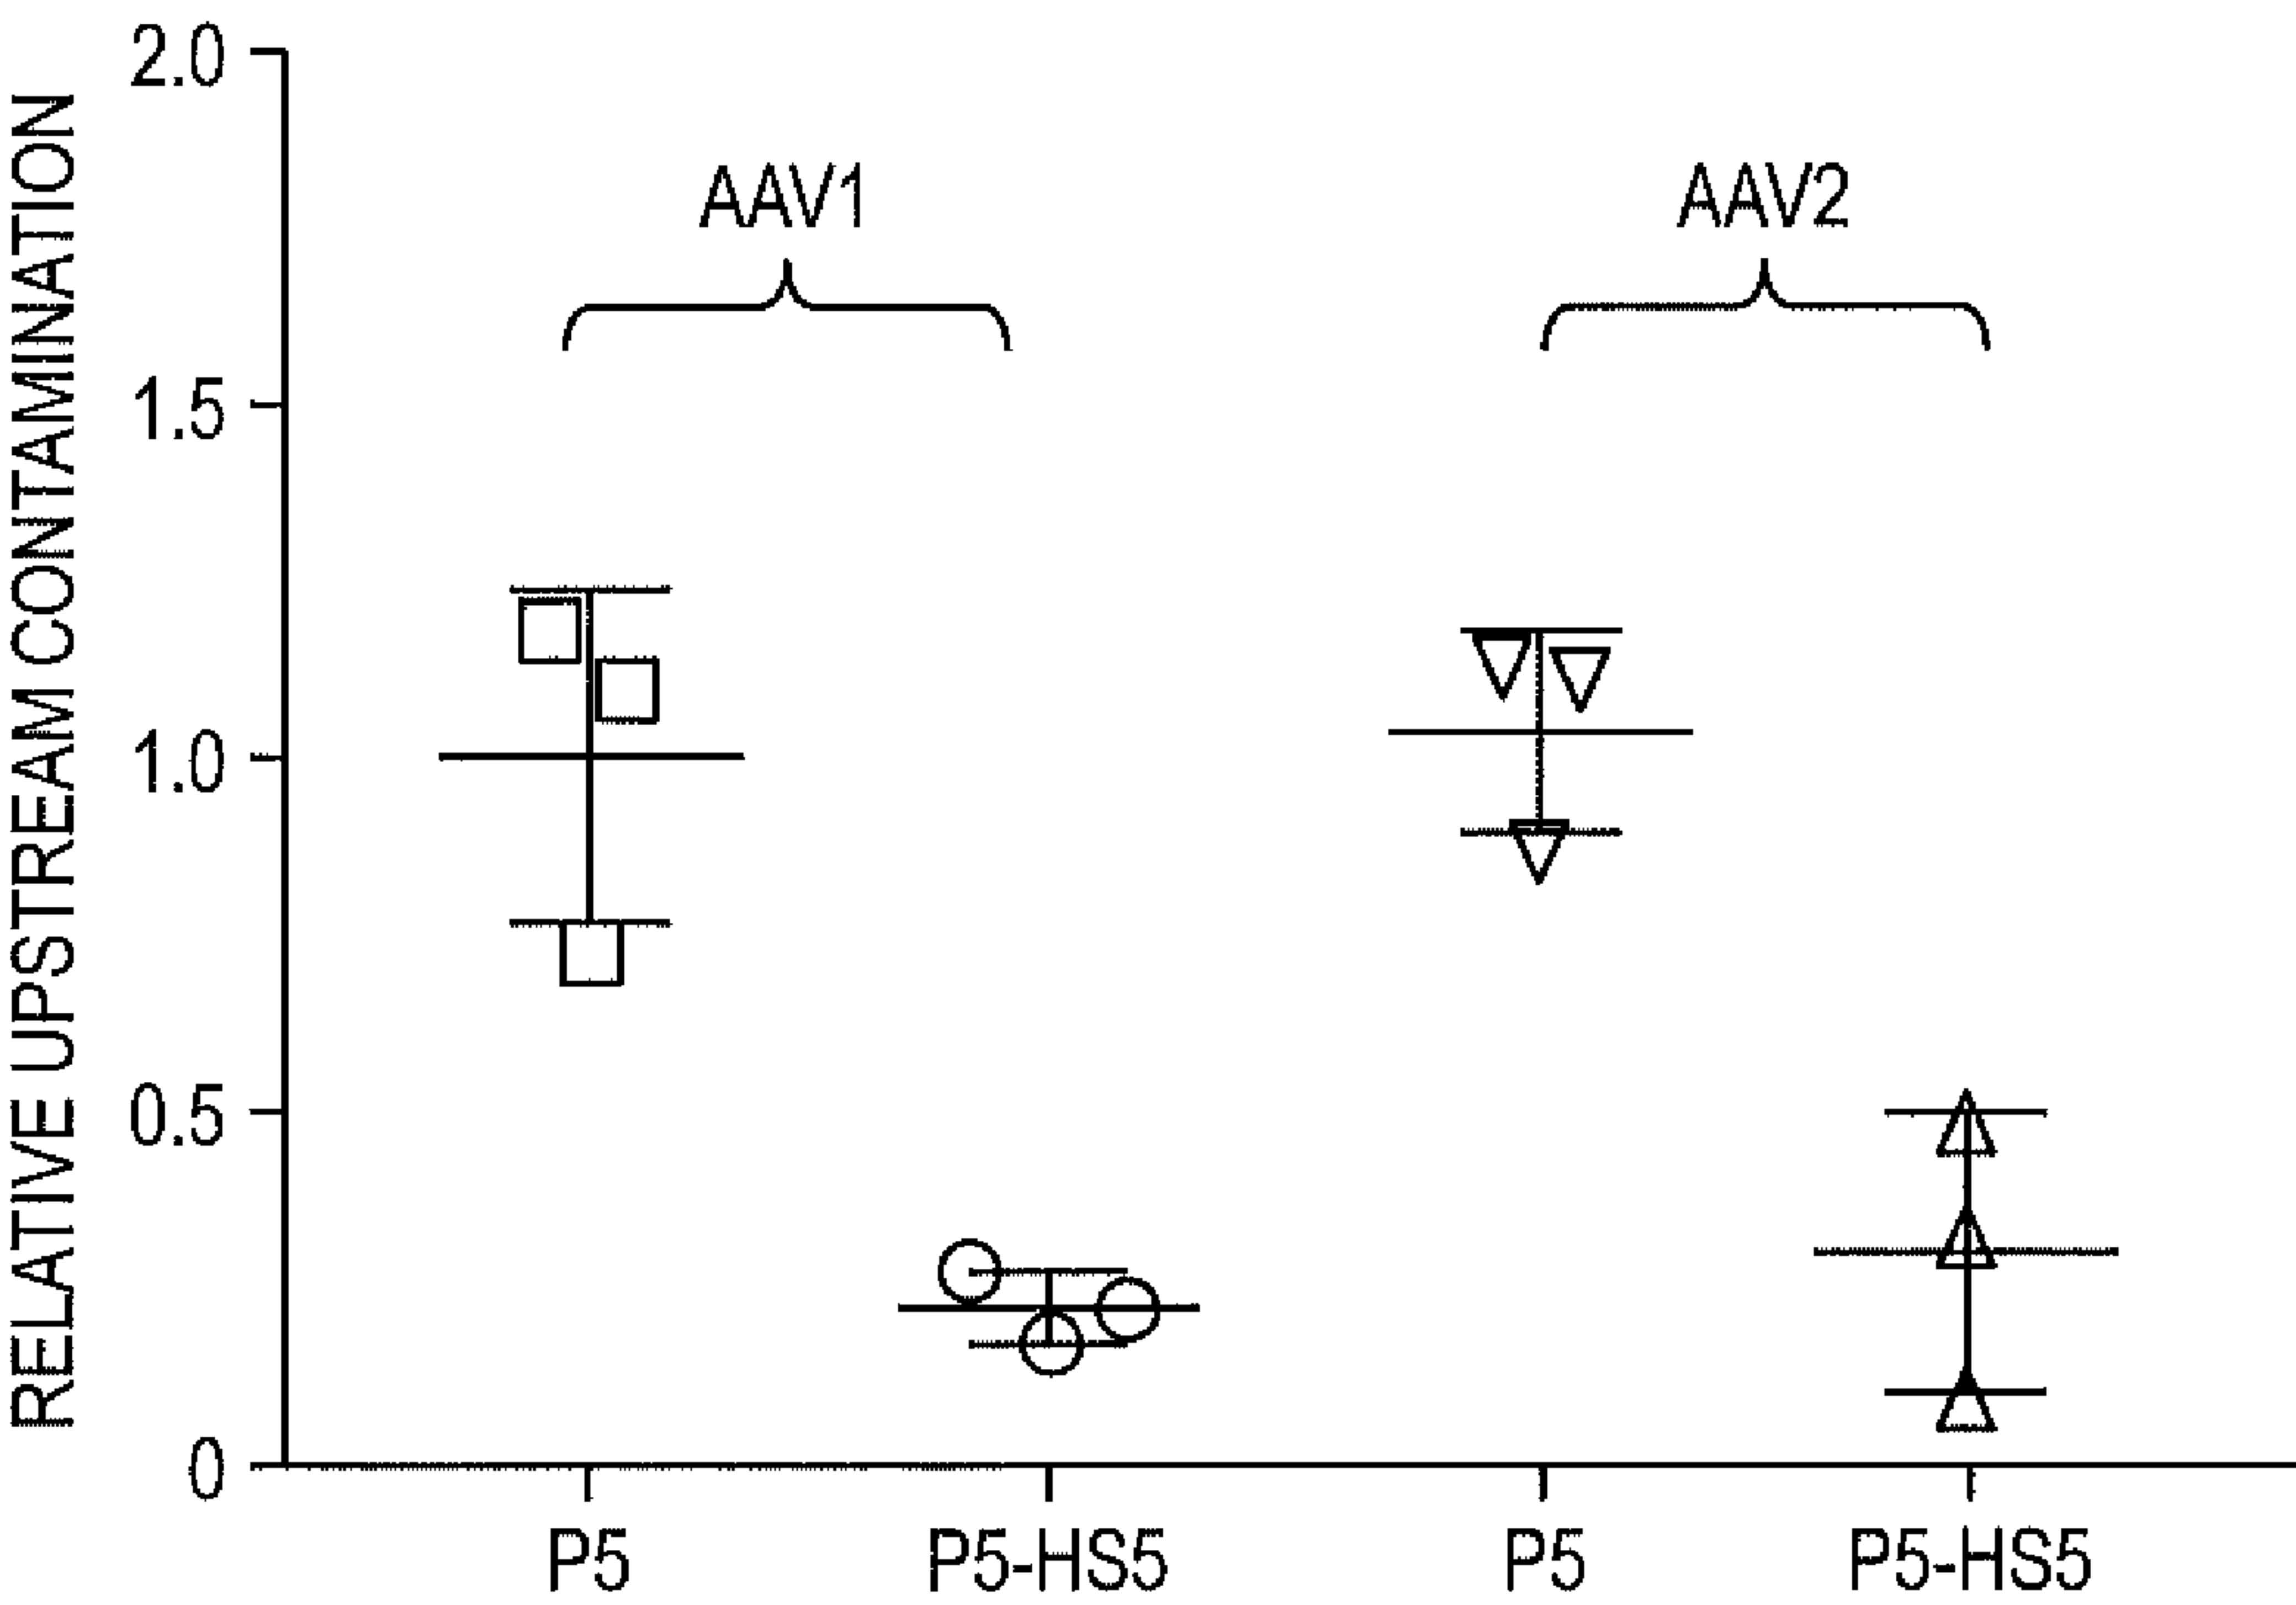 RELATIVE UPSTREAM CONTAMINATION
2.0
1.5
1.0
0.5
0
AAV1
AAV2
P5
P5-HS5
P5
P5-HS5